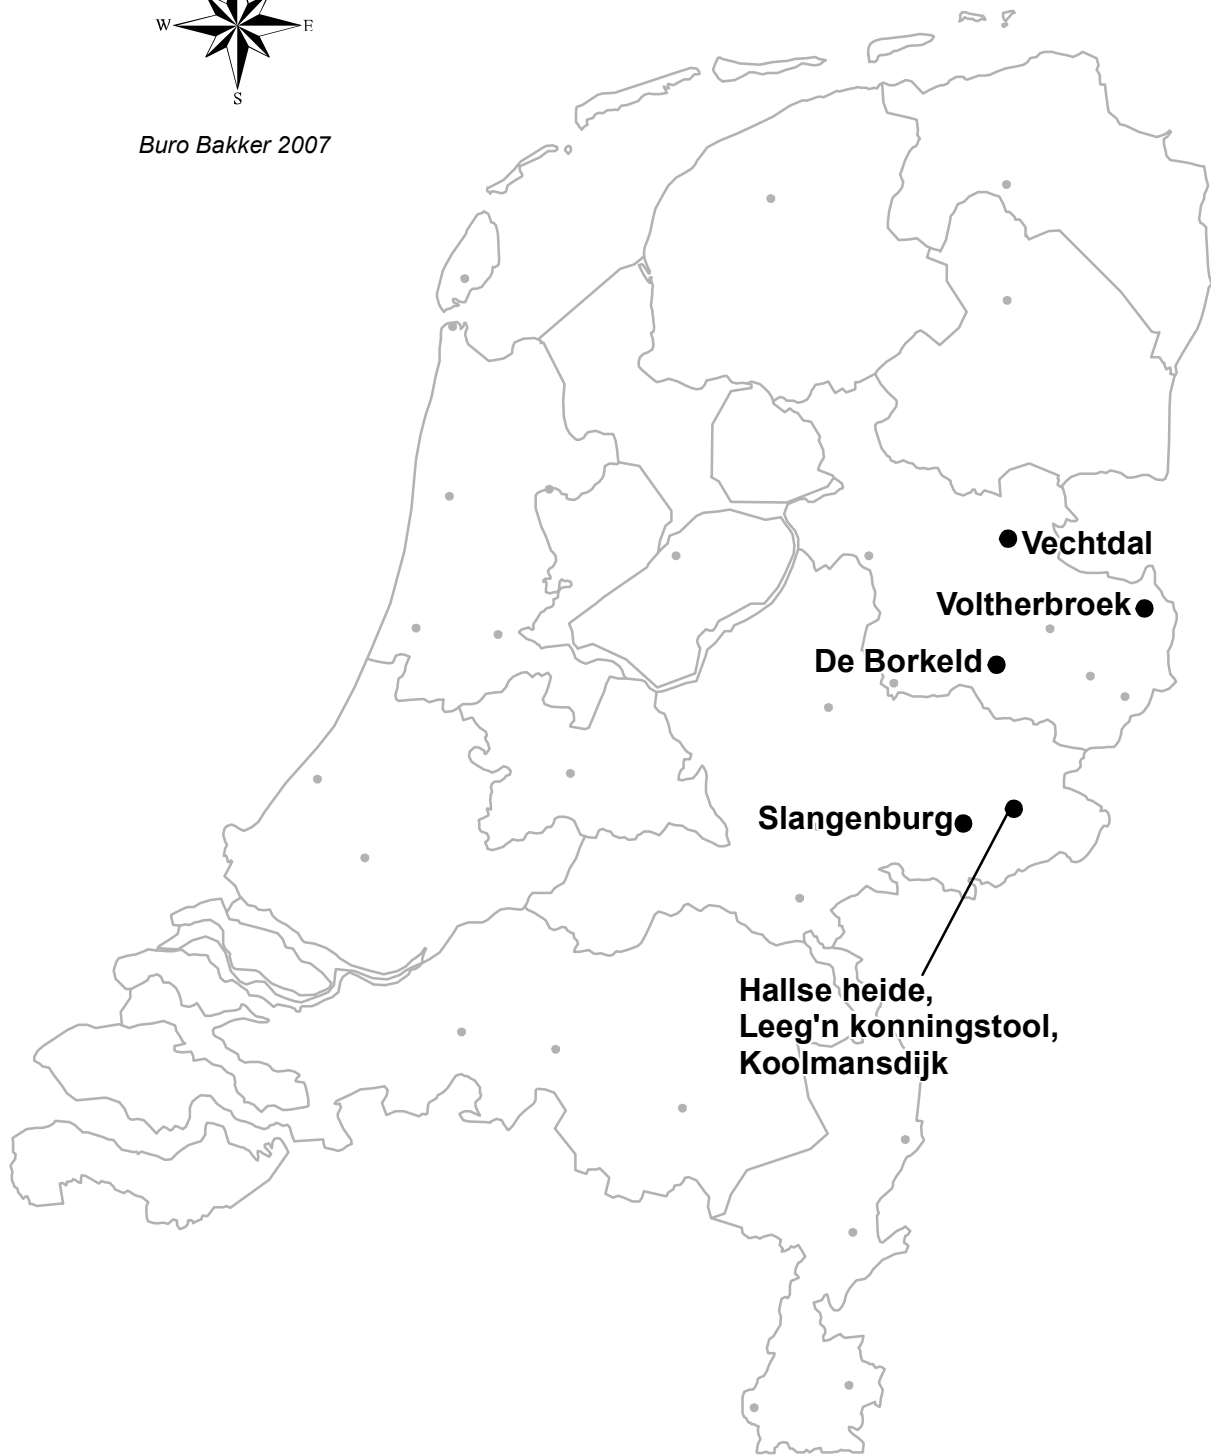 W E
S
Buro Bakker 2007
Vechtdal
Voltherbroek
De Borkeld
Slangenburg
Hallse heide,
Leeg'n konningstool,
Koolmansdijk